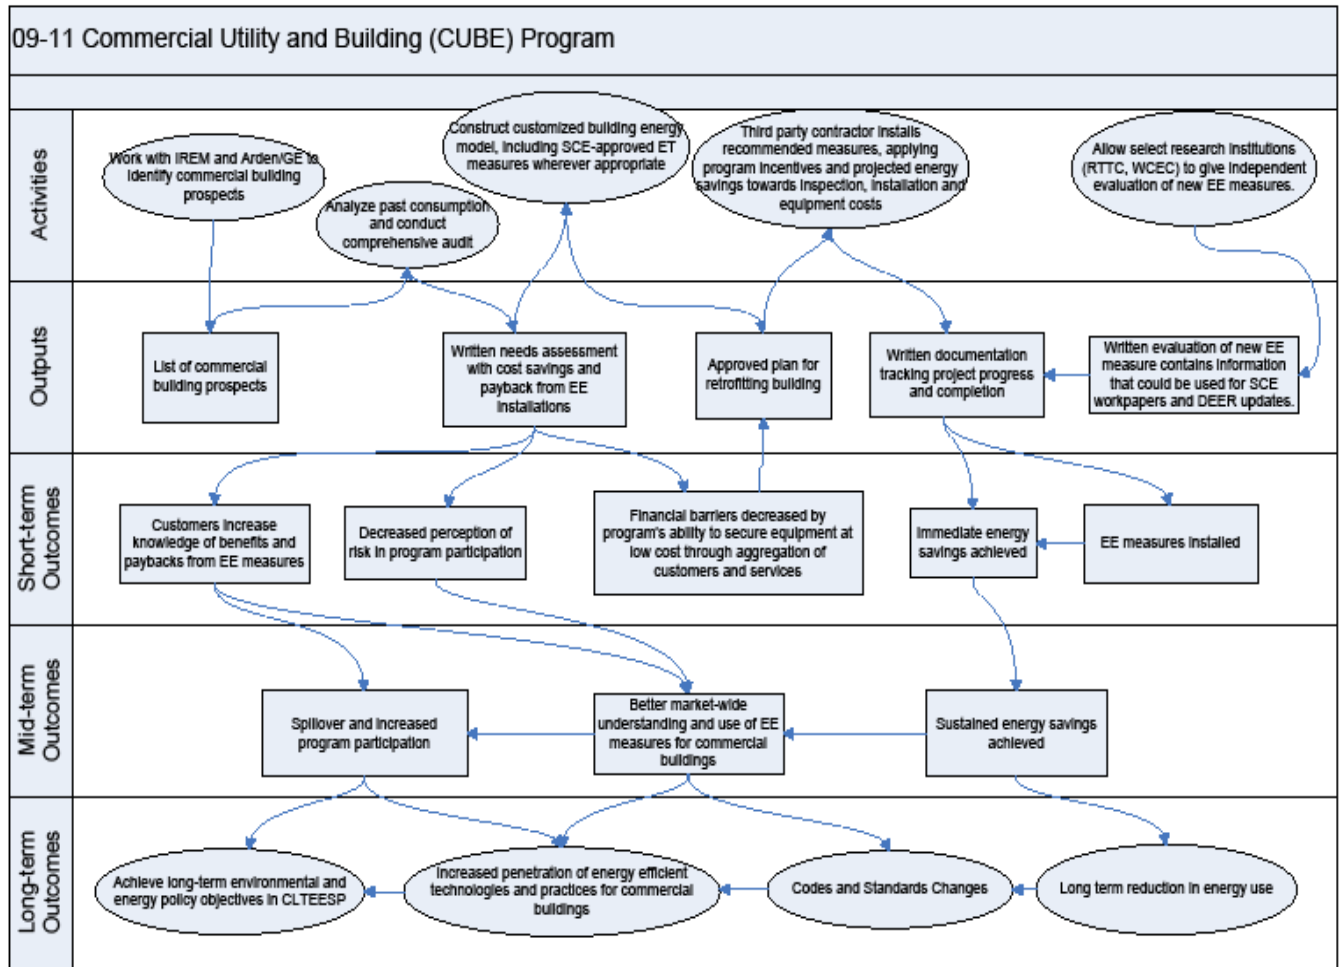 09-11 Commercial Utility and Building (CUBE) Program
Activities
Work with IREM and Arden/GE to
identify commercial building
prospects
Analyze past consumption
and conduct
comprehensive audit
Construct customized building energy
model, including SCE-approved ET
measures wherever appropriate
Third party contractor installs
recommended measures, applying
program incentives and projected energy
savings towards inspection, installation and
equipment costs
Allow select research institutions
(RTTC, WCEC) to give independent
evaluation of new EE measures.
Outputs
List of commercial
building prospects
Written needs assessment
with cost savings and
payback from EE
installations
Approved plan for
retrofitting building
Written documentation
tracking project progress
and completion
Written evaluation of new EE
measure contains information
that could be used for SCE
workpapers and DEER updates.
Short-term
Outcomes
Customers increase
knowledge of benefits and
paybacks from EE measures
Decreased perception of
risk in program participation
Financial barriers decreased by
program's ability to secure equipment at
low cost through aggregation of
customers and services
Immediate energy
savings achieved
EE measures installed
Mid-term
Outcomes
Spillover and increased
program participation
Better market-wide
understanding and use of EE
measures for commercial
buildings
Sustained energy savings
achieved
Long-term
Outcomes
Achieve long-term environmental and
energy policy objectives in CLTEESP
Increased penetration of energy efficient
technologies and practices for commercial
buildings
Codes and Standards Changes
Long term reduction in energy use